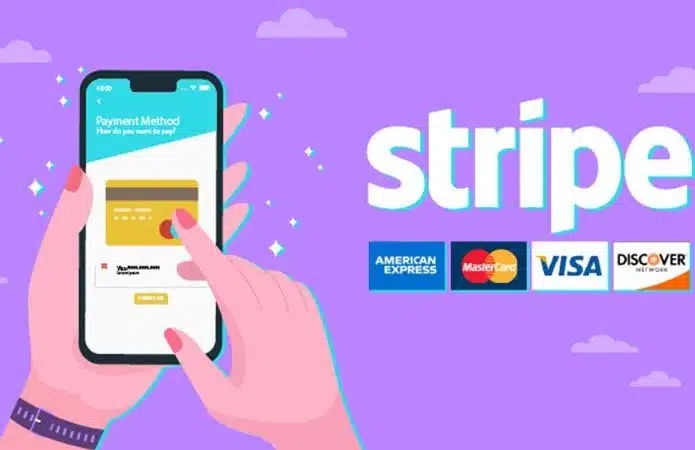 Payment Method
How do you want to pay?
stripe
AMERICAN
EXPRESS
MasterCard
VISA
DISCOVER
NETWORK